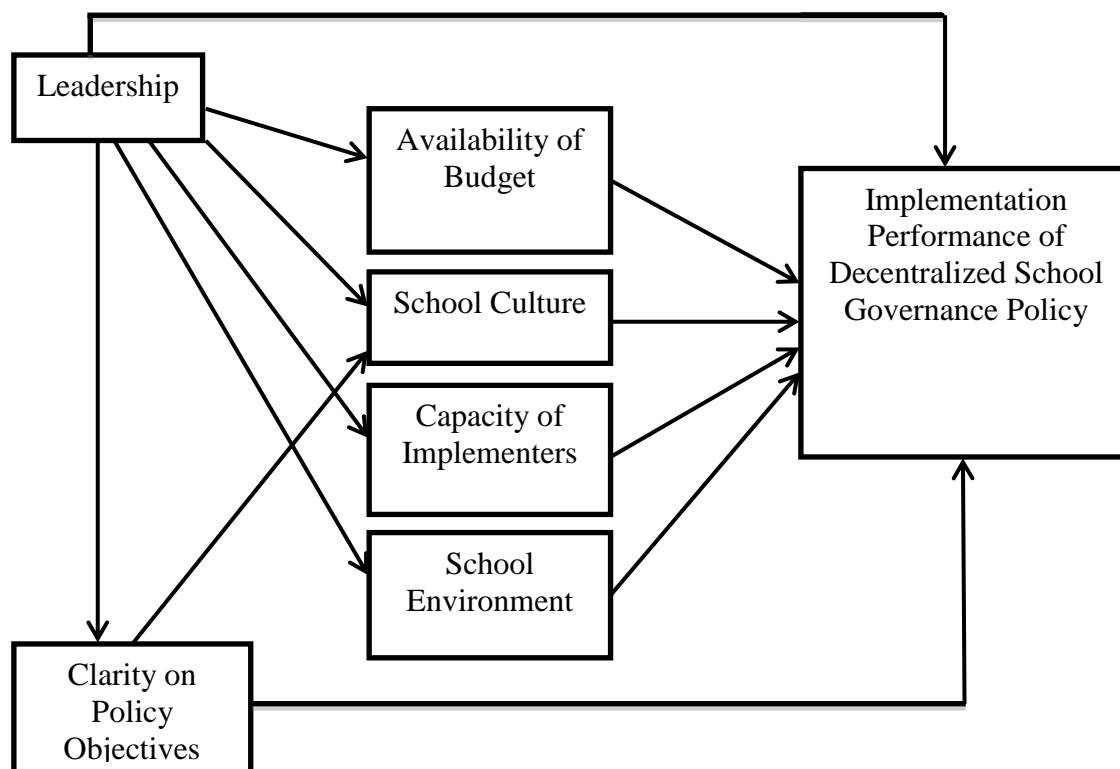 Leadership
Availability of
Budget
School Culture
Capacity of
Implementers
School
Environment
Clarity on
Policy
Objectives
Implementation
Performance of
Decentralized School
Governance Policy